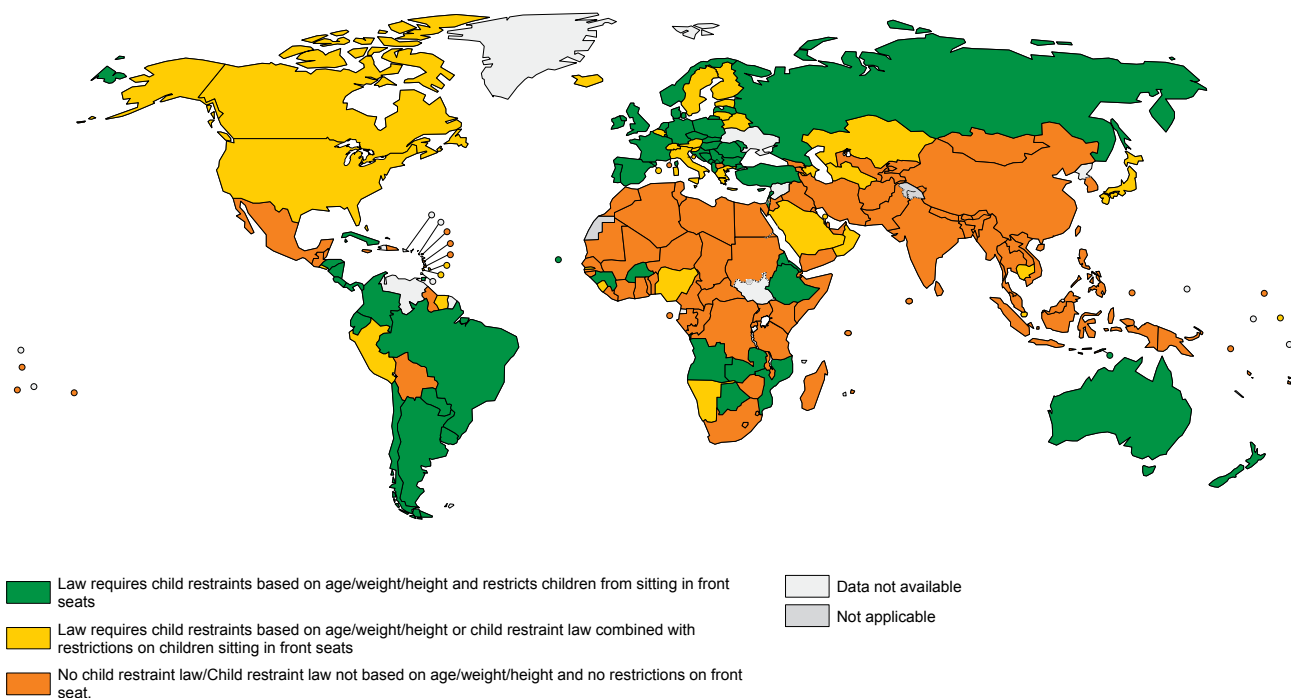 Law requires child restraints based on age/weight/height and restricts children from sitting in front
seats
Law requires child restraints based on age/weight/height or child restraint law combined with
restrictions on children sitting in front seats
No child restraint law/Child restraint law not based on age/weight/height and no restrictions on front
seat.
Data not available
Not applicable